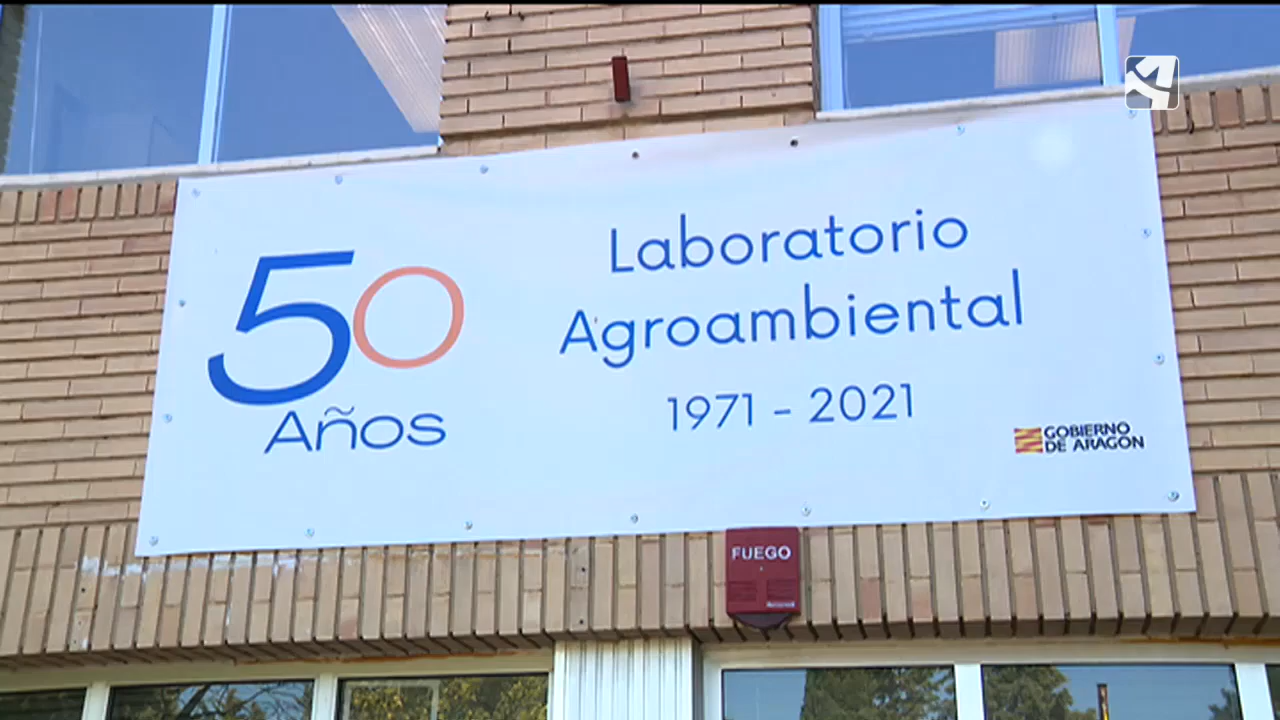 50
Años
Laboratorio
Agroambiental
1971 - 2021
GOBIERNO
DE ARAGON
FUEGO